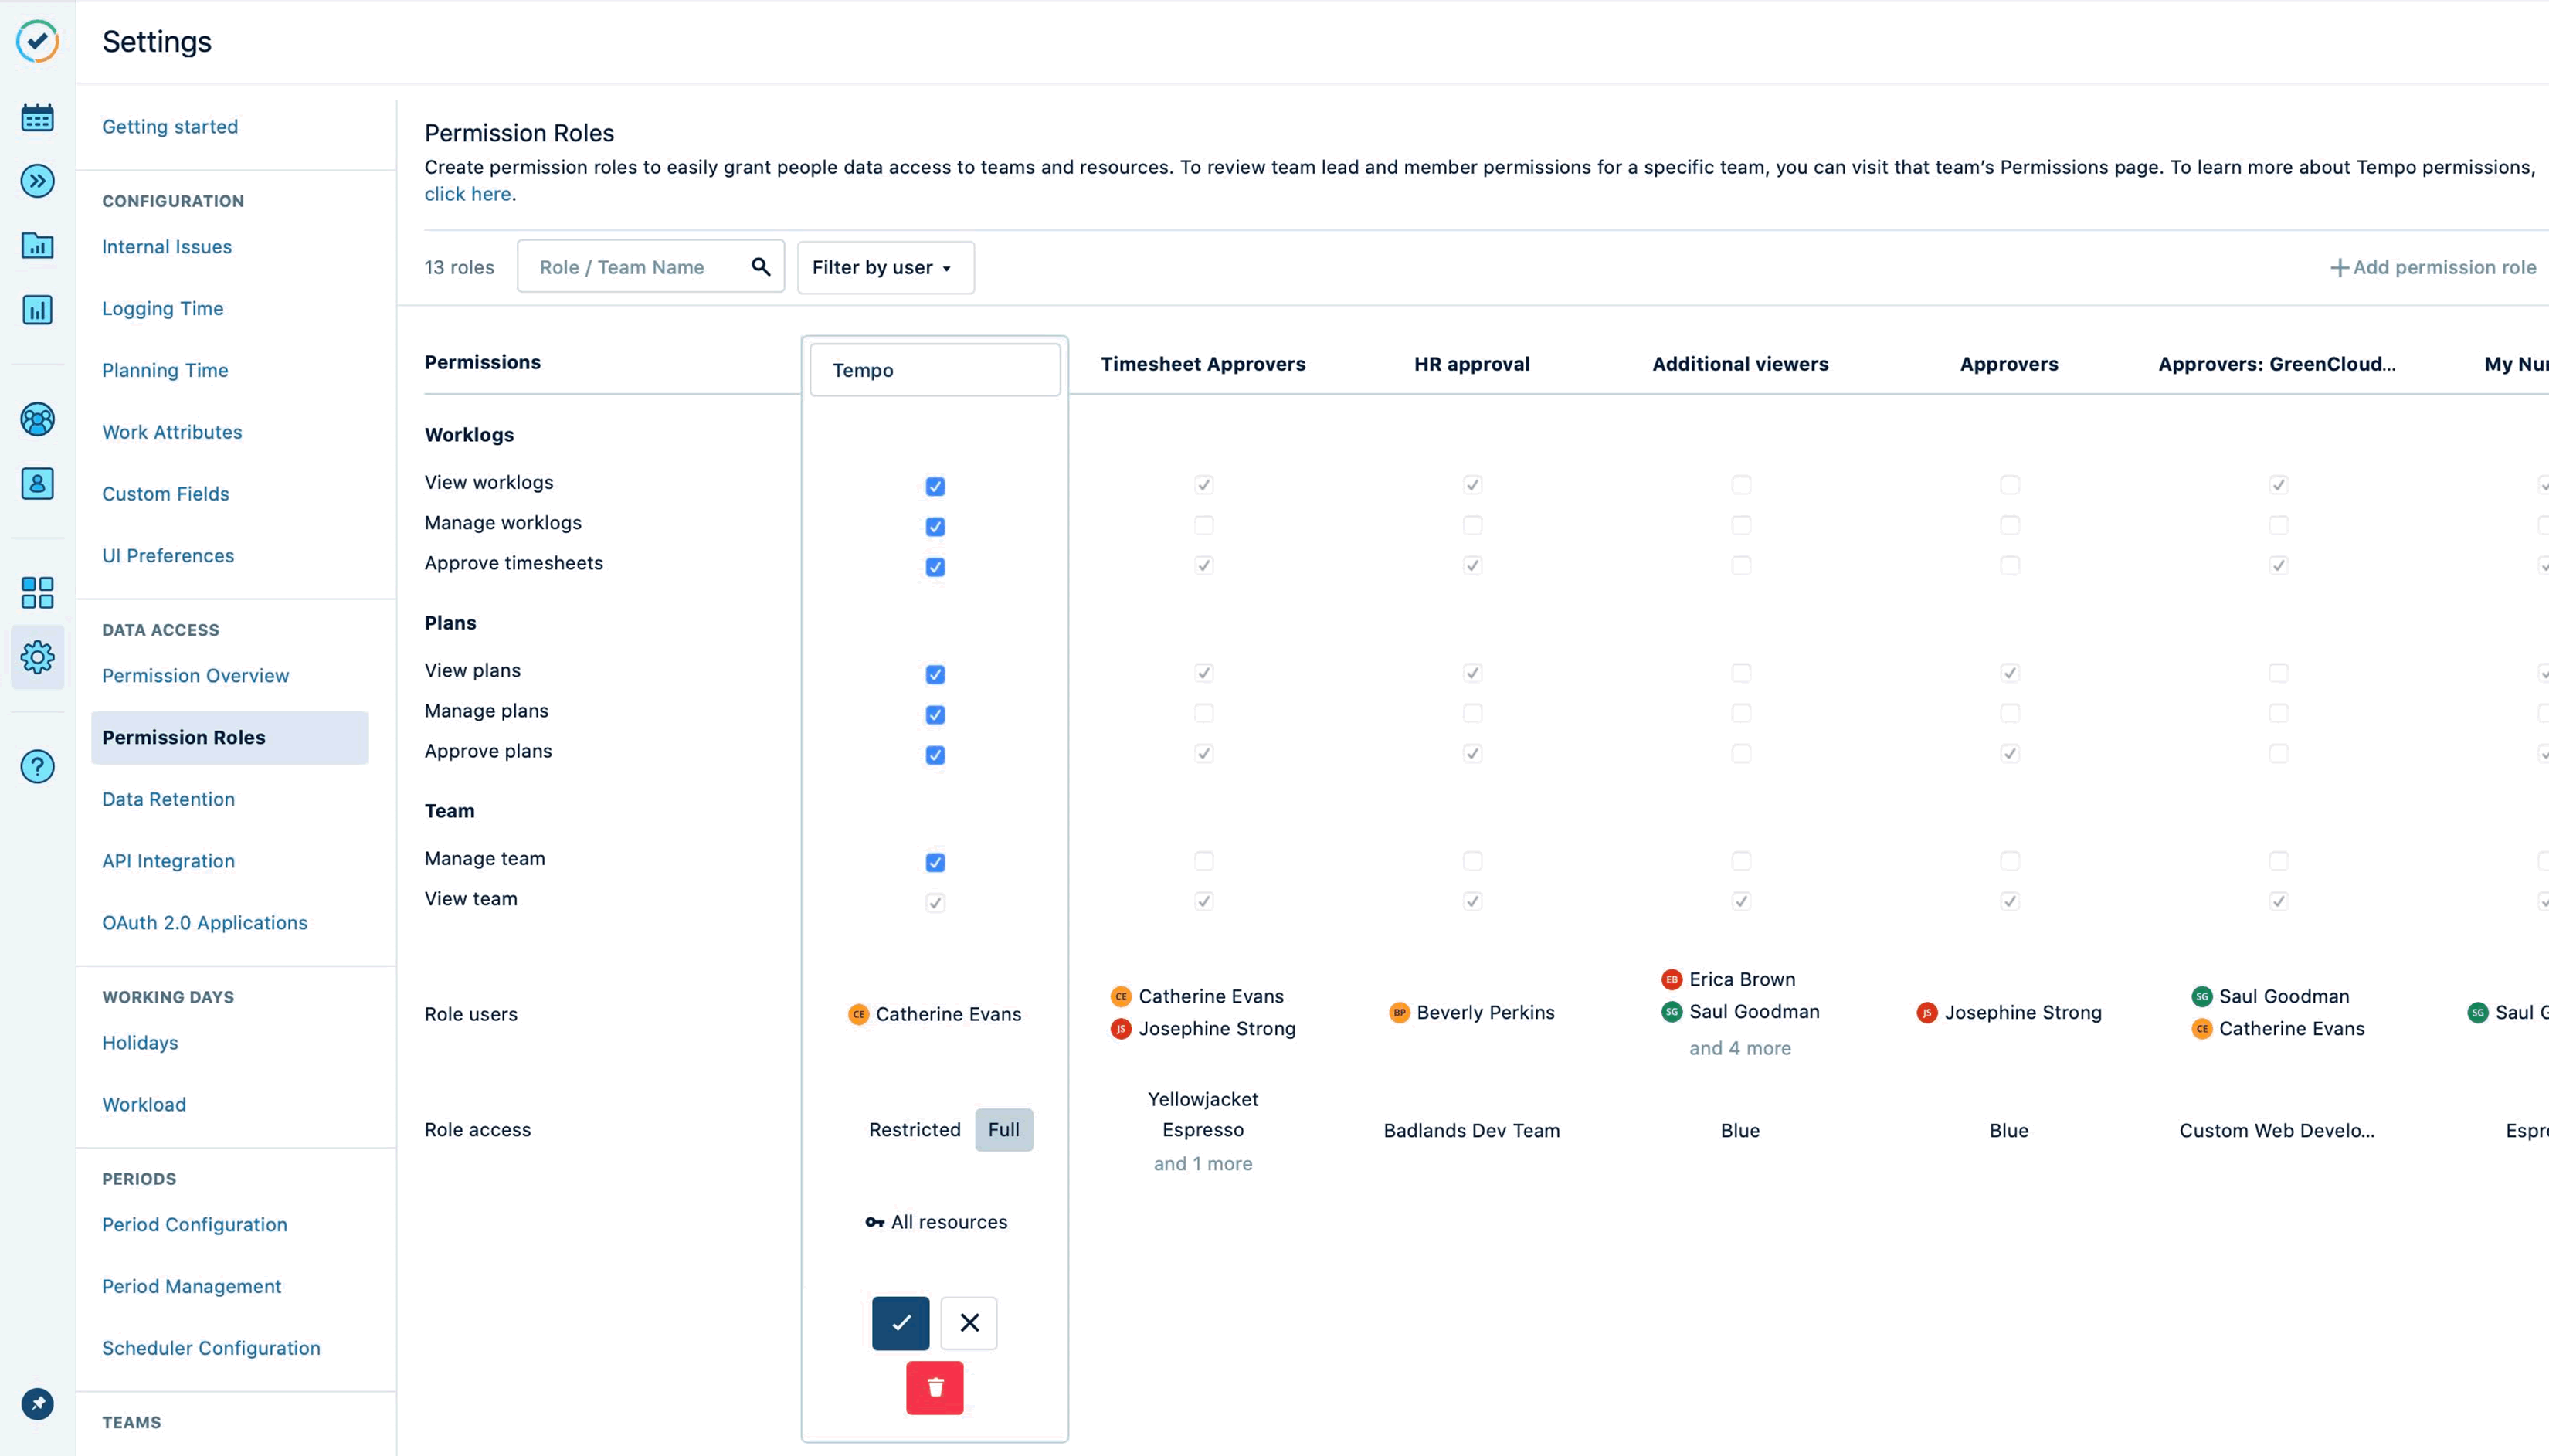 Settings
Getting started
CONFIGURATION
Internal Issues
Logging Time
Planning Time
Work Attributes
Custom Fields
UI Preferences
DATA ACCESS
Permission Overview
Permission Roles
Data Retention
API Integration
OAuth 2.0 Applications
WORKING DAYS
Holidays
Workload
PERIODS
Period Configuration
Period Management
Scheduler Configuration
TEAMS
Permission Roles
Create permission roles to easily grant people data access to teams and resources. To review team lead and member permissions for a specific team, you can visit that team’s Permissions page. To learn more about Tempo permissions,
click here.
13 roles Role / Team Name Filter by user Add permission role
Permissions Tempo Timesheet Approvers HR approval Additional viewers Approvers Approvers: GreenCloud... My Nu
Worklogs
View worklogs
Manage worklogs
Approve timesheets
Plans
View plans
Manage plans
Approve plans
Team
Manage team
View team
Role users
CE Catherine Evans
CE Catherine Evans
JS Josephine Strong
BP Beverly Perkins
EB Erica Brown
SG Saul Goodman
and 4 more
JS Josephine Strong
SG Saul Goodman
CE Catherine Evans
SG Saul G
Role access
Restricted Full
All resources
Yellowjacket
Espresso
and 1 more
Badlands Dev Team
Blue
Blue
Custom Web Develo...
Espr